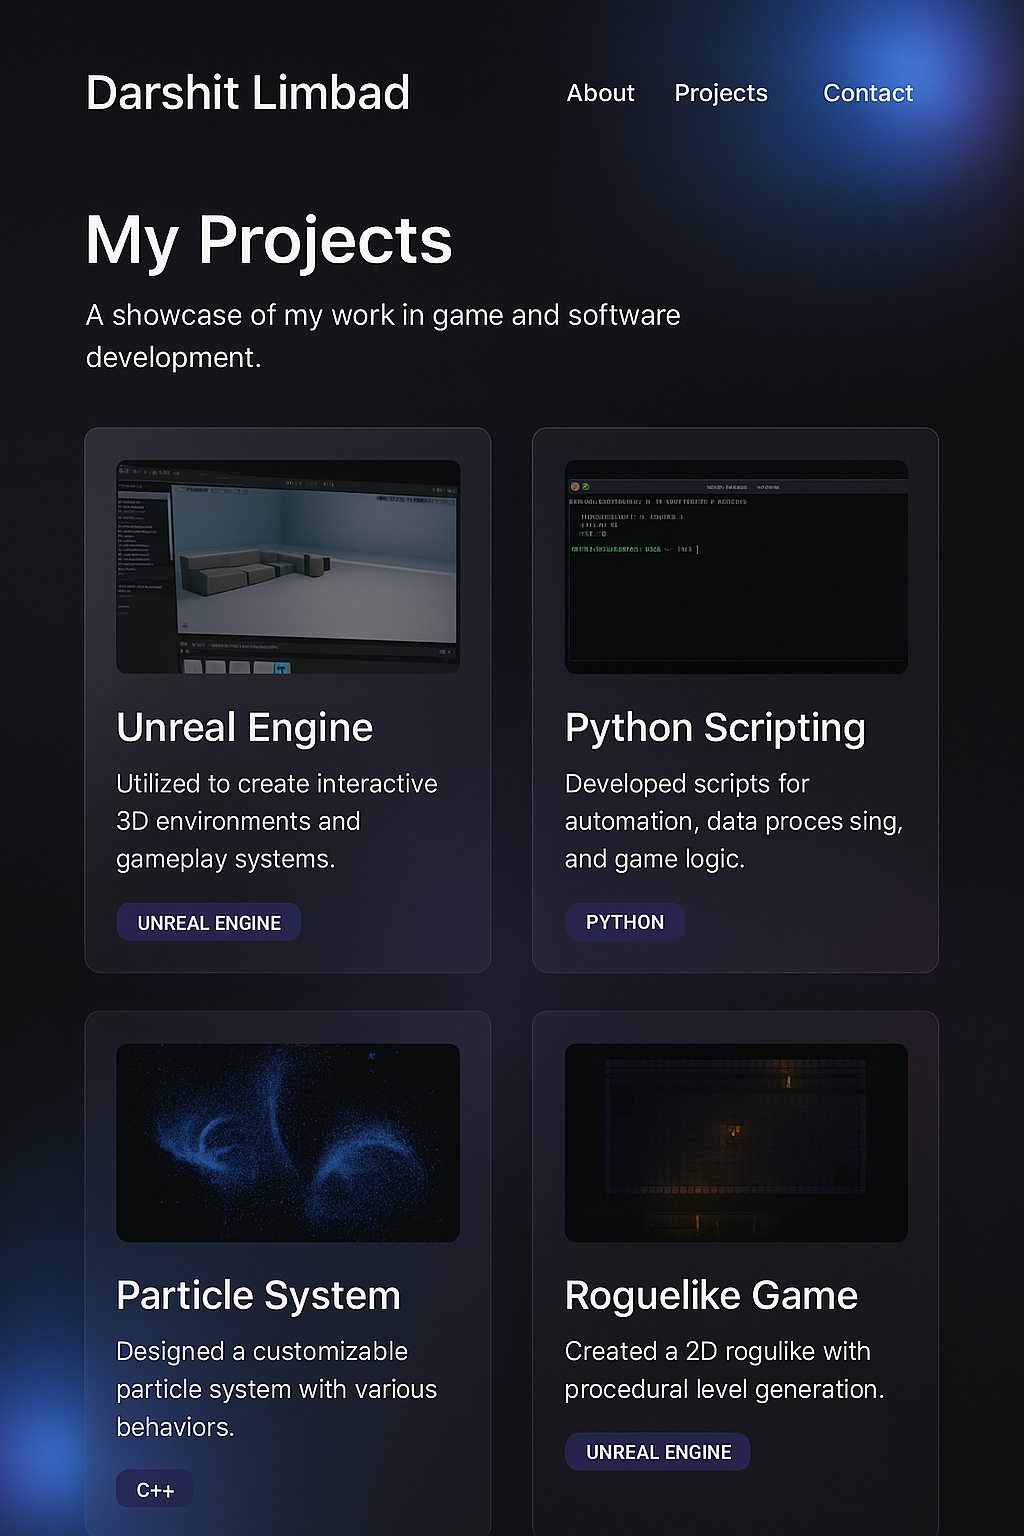 Darshit Limbad
About Projects Contact
My Projects
A showcase of my work in game and software
development.
Unreal Engine
Utilized to create interactive
3D environments and
gameplay systems.
UNREAL ENGINE
Python Scripting
Developed scripts for
automation, data proces sing,
and game logic.
PYTHON
Particle System
Designed a customizable
particle system with various
behaviors.
C++
Roguelike Game
Created a 2D rogulike with
procedural level generation.
UNREAL ENGINE